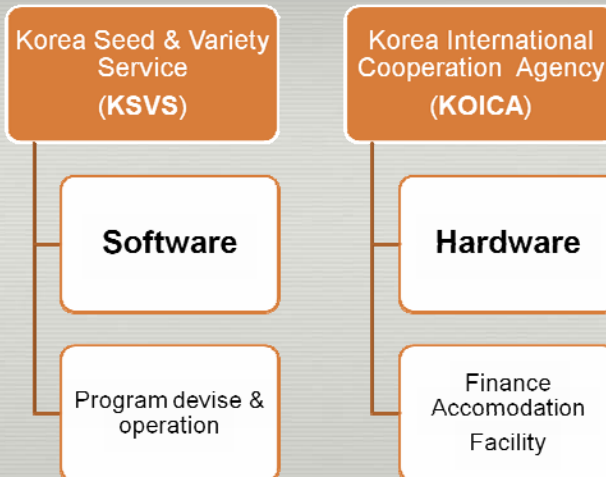 Korea Seed & Variety
Service
(KSVS)
Software
Program devise &
operation
Korea International
Cooperation Agency
(KOICA)
Hardware
Finance
Accomodation
Facility